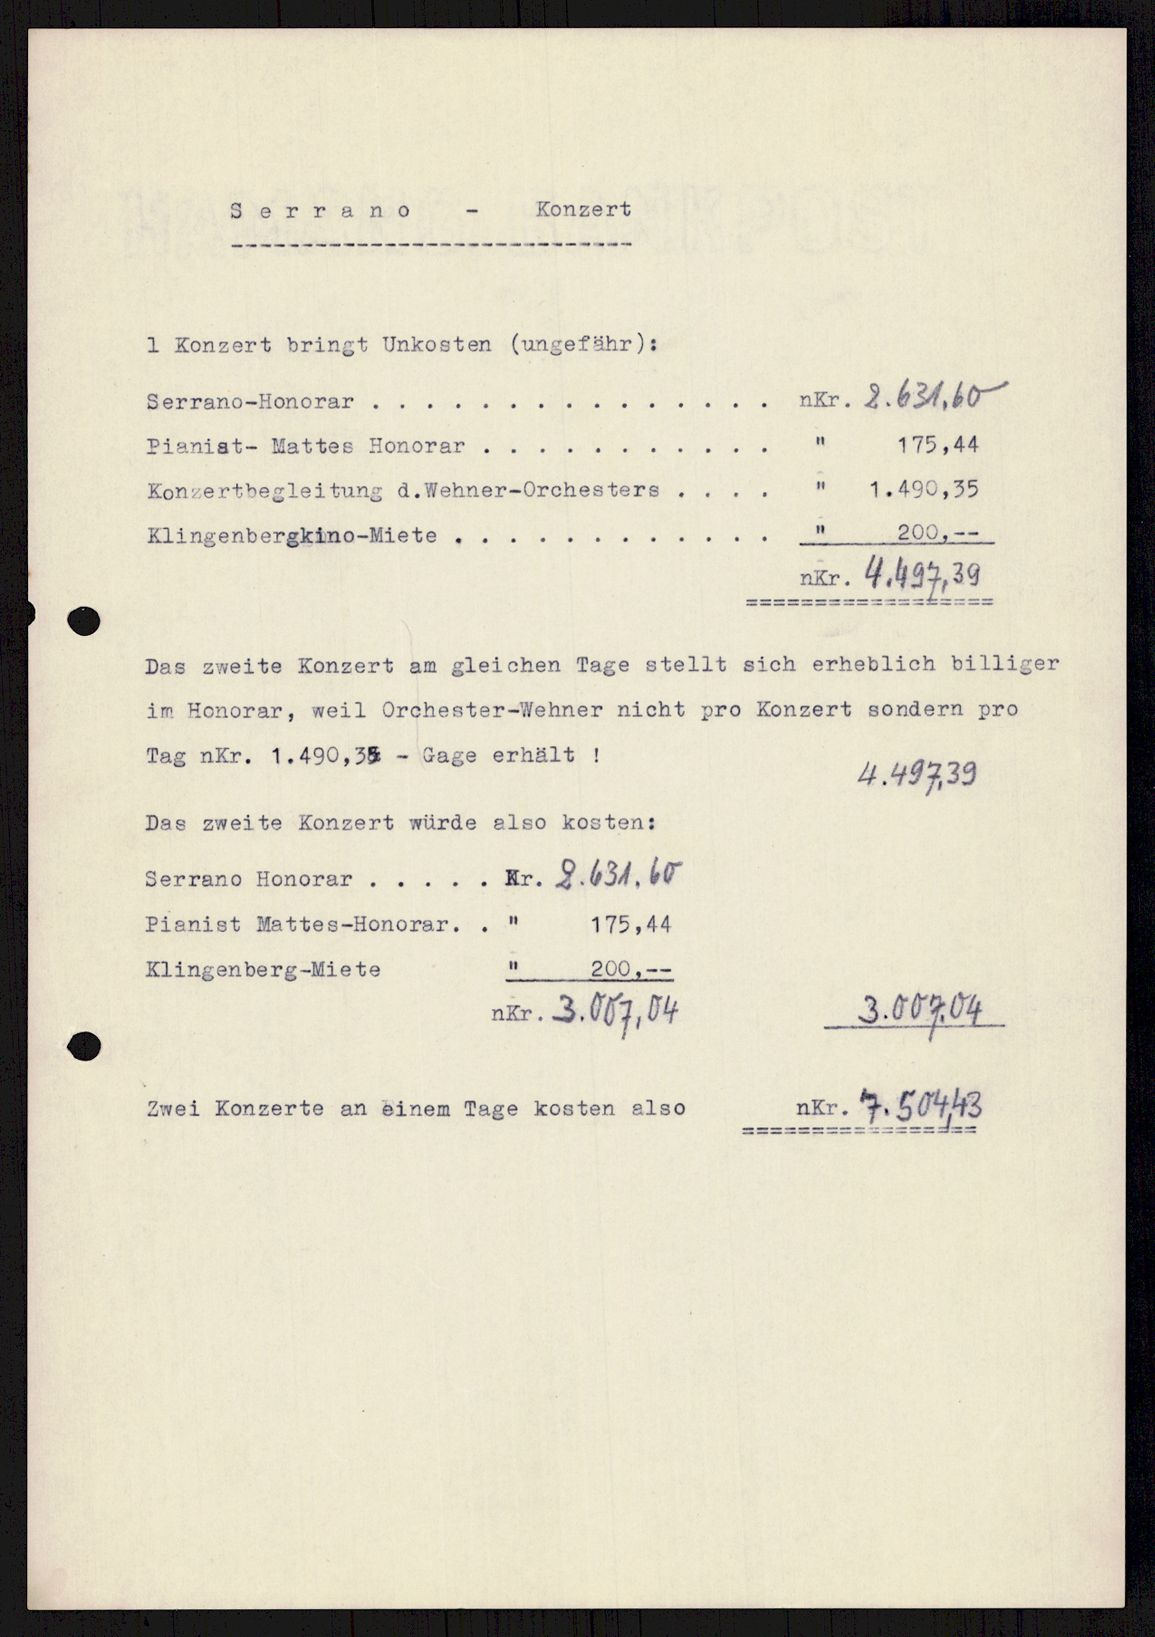 S e r r a n o - Konzert
1 Konzert bringt Unkosten (ungefähr):
Serrano-Honorar . . . . . . . . . . . . . . . nKr. 2.631,60
Pianist- Mattes Honorar . . . . . . . . . . . " 175,44
Konzertbegleitung d.Wehner-Orchesters . . . . " 1.490,35
Klingenbergkino-Miete . . . . . . . . . . . . " 200,--
nKr. 4.497,39
Das zweite Konzert am gleichen Tage stellt sich erheblich billiger
im Honorar, weil Orchester-Wehner nicht pro Konzert sondern pro
Tag nKr. 1.490,35 - Gage erhält !
4.497,39
Das zweite Konzert würde also kosten:
Serrano Honorar . . . . . Kr. 2.631.60
Pianist Mattes-Honorar. . " 175,44
Klingenberg-Miete " 200,--
nKr. 3.007,04 3.007.04
Zwei Konzerte an einem Tage kosten also nKr. 7.504,43